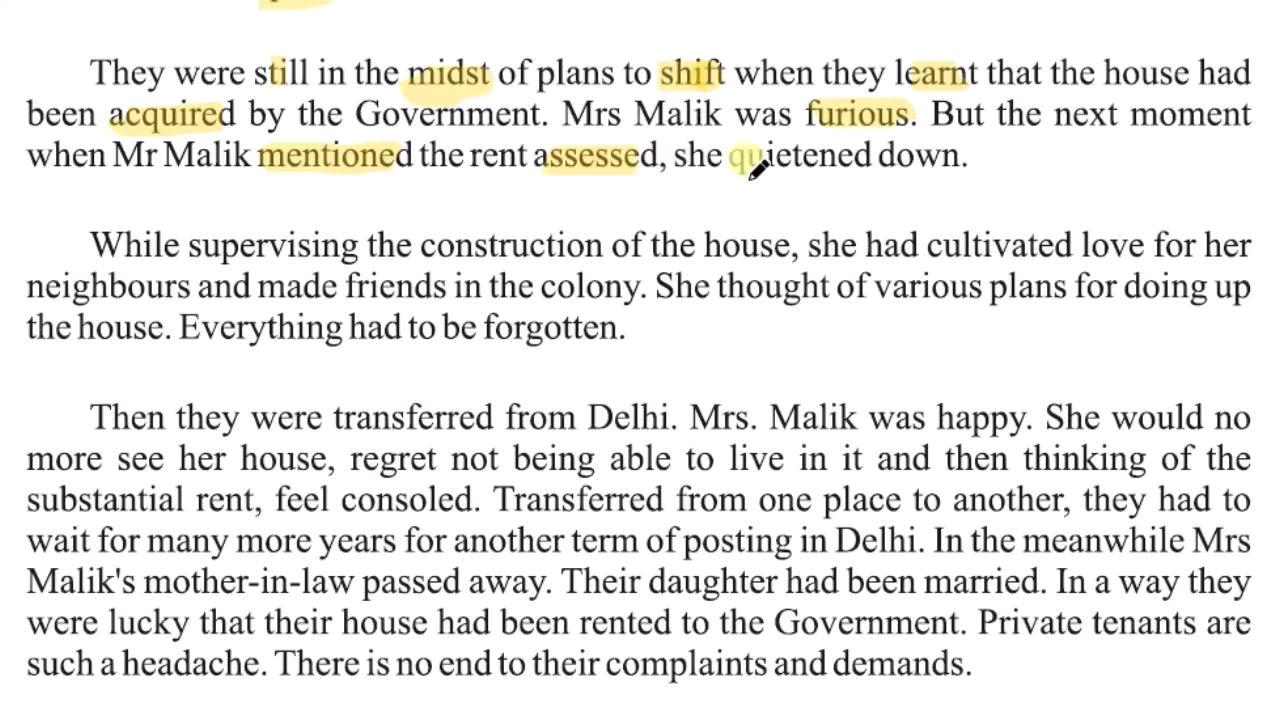 They were still in the midst of plans to shift when they learnt that the house had
been acquired by the Government. Mrs Malik was furious. But the next moment
when Mr Malik mentioned the rent assessed, she quietened down.
While supervising the construction of the house, she had cultivated love for her
neighbours and made friends in the colony. She thought of various plans for doing up
the house. Everything had to be forgotten.
Then they were transferred from Delhi. Mrs. Malik was happy. She would no
more see her house, regret not being able to live in it and then thinking of the
substantial rent, feel consoled. Transferred from one place to another, they had to
wait for many more years for another term of posting in Delhi. In the meanwhile Mrs
Malik's mother-in-law passed away. Their daughter had been married. In a way they
were lucky that their house had been rented to the Government. Private tenants are
such a headache. There is no end to their complaints and demands.